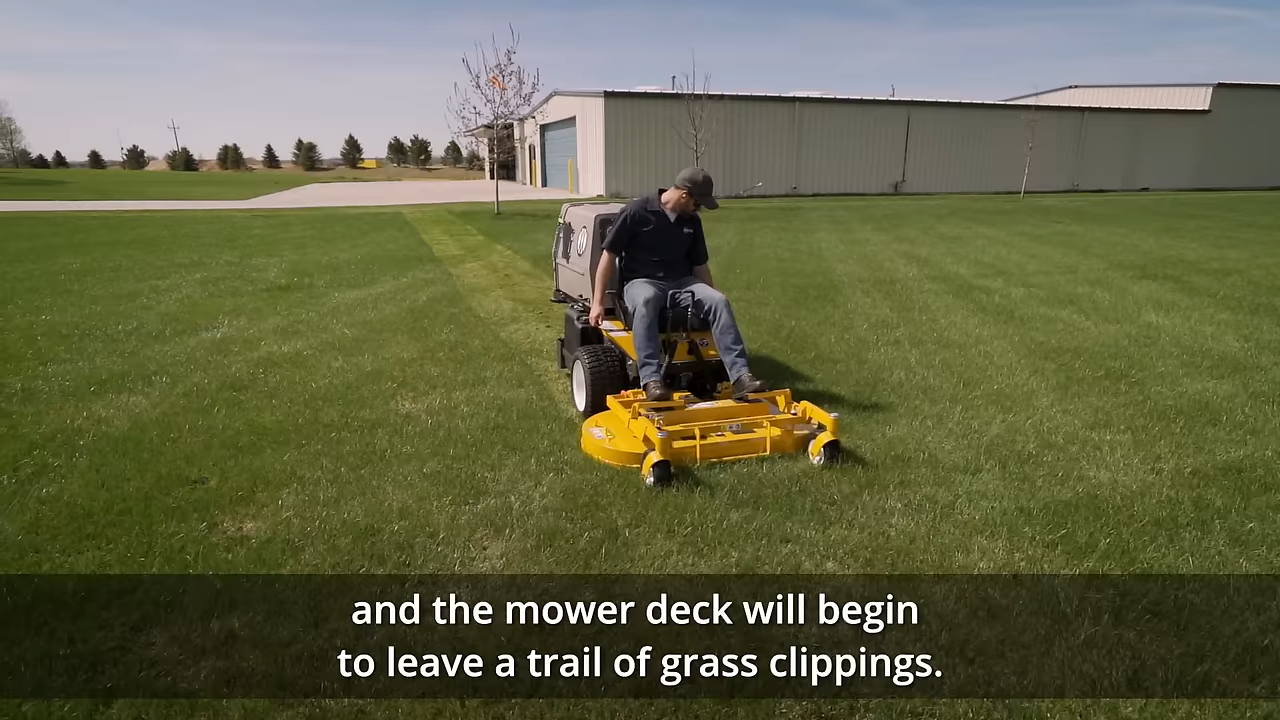 and the mower deck will begin
to leave a trail of grass clippings.